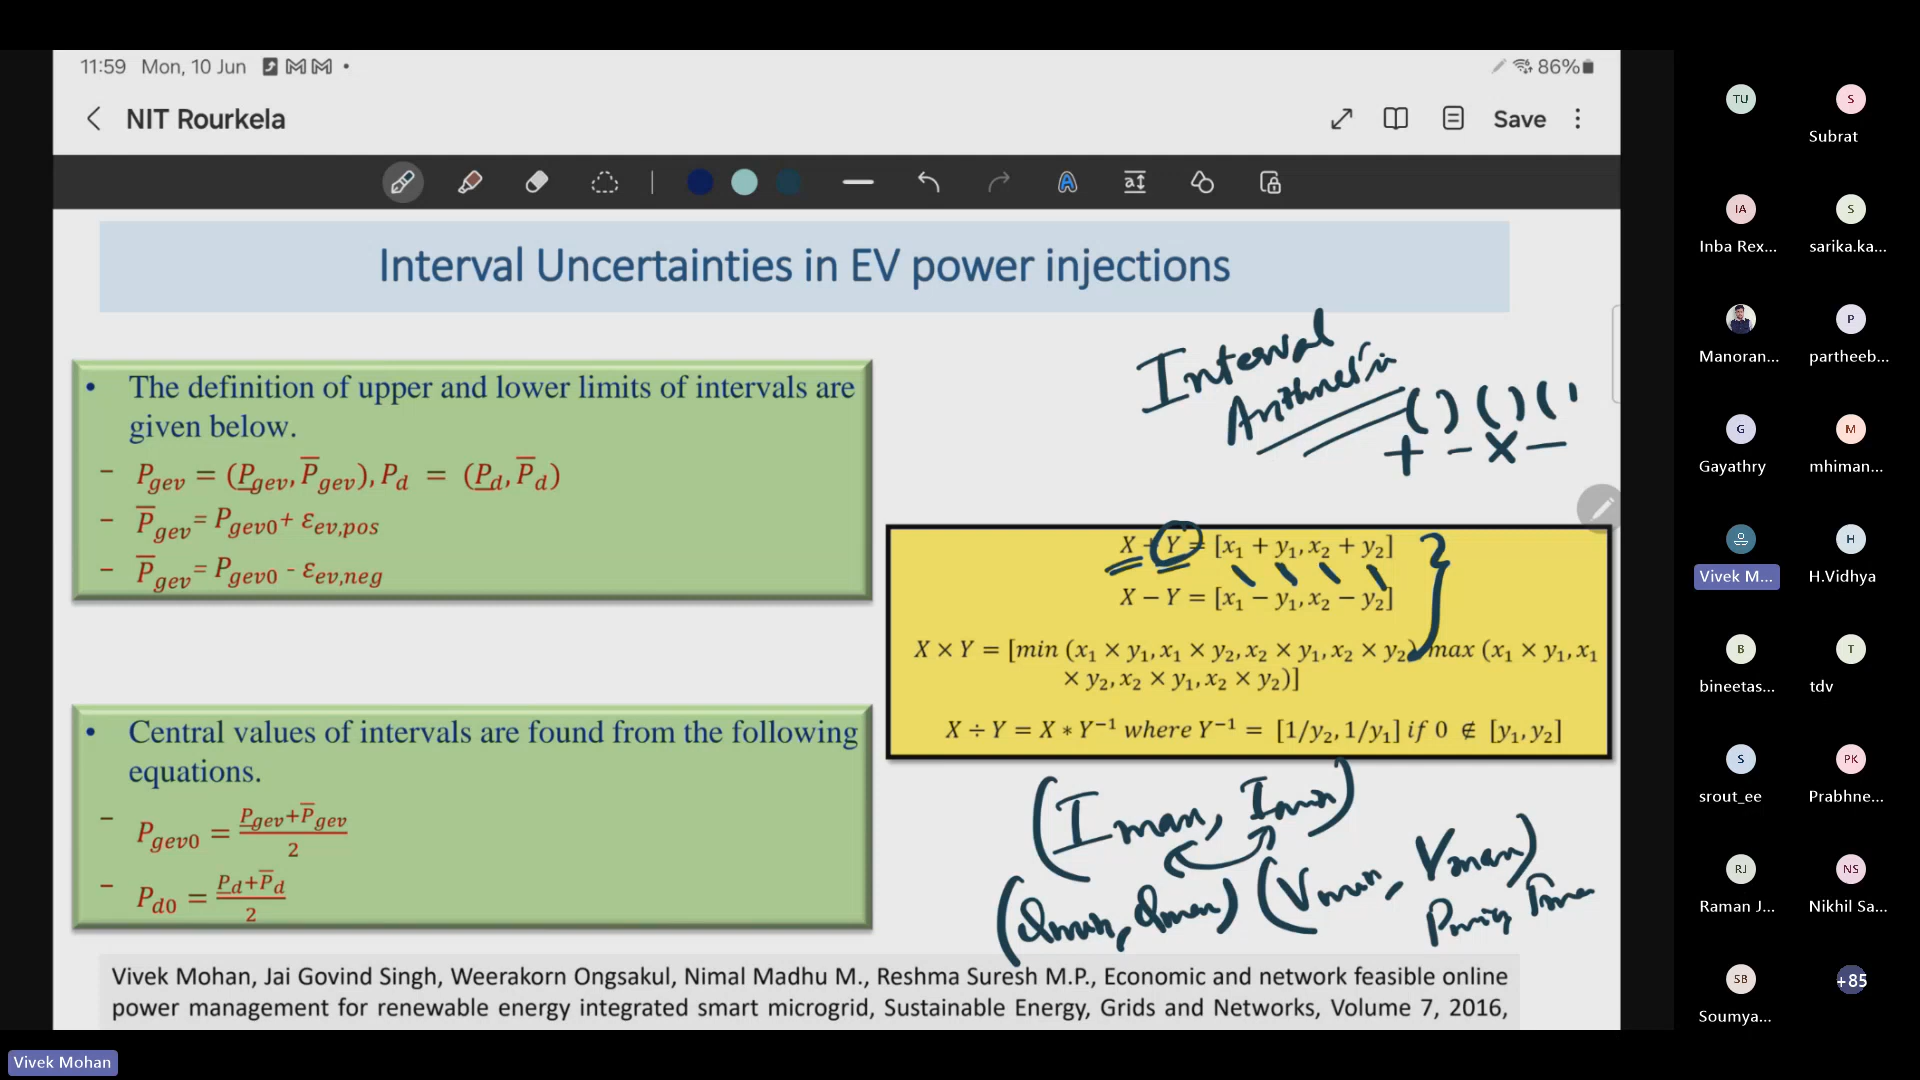 11:59 Mon, 10 Jun
86%
NIT Rourkela
Save
Interval Uncertainties in EV power injections
Interval
Arithmetic
( ) ( ) (
+ - × -
• The definition of upper and lower limits of intervals are
given below.
– P_gev = (P̲_gev, P̅_gev), P_d = (P̲_d, P̅_d)
– P̅_gev = P_gev0 + ε_ev,pos
– P̅_gev = P_gev0 - ε_ev,neg
X + Y = [x₁ + y₁, x₂ + y₂]
X − Y = [x₁ − y₁, x₂ − y₂]
X × Y = [min (x₁ × y₁, x₁ × y₂, x₂ × y₁, x₂ × y₂) max (x₁ × y₁, x₁
× y₂, x₂ × y₁, x₂ × y₂)]
X ÷ Y = X ∗ Y⁻¹ where Y⁻¹ = [1/y₂, 1/y₁] if 0 ∉ [y₁, y₂]
• Central values of intervals are found from the following
equations.
– P_gev0 = (P̲_gev + P̅_gev)/2
– P_d0 = (P̲_d + P̅_d)/2
(Imax, Imin)
(Vmin, Vmax)
Vivek Mohan, Jai Govind Singh, Weerakorn Ongsakul, Nimal Madhu M., Reshma Suresh M.P., Economic and network feasible online
power management for renewable energy integrated smart microgrid, Sustainable Energy, Grids and Networks, Volume 7, 2016,
TU
S
Subrat
IA
Inba Rex...
S
sarika.ka...
Manoran...
P
partheeb...
G
Gayathry
M
mhiman...
Vivek M...
H
H.Vidhya
B
bineetas...
T
tdv
S
srout_ee
PK
Prabhne...
RJ
Raman J...
NS
Nikhil Sa...
SB
Soumya...
+85
Vivek Mohan